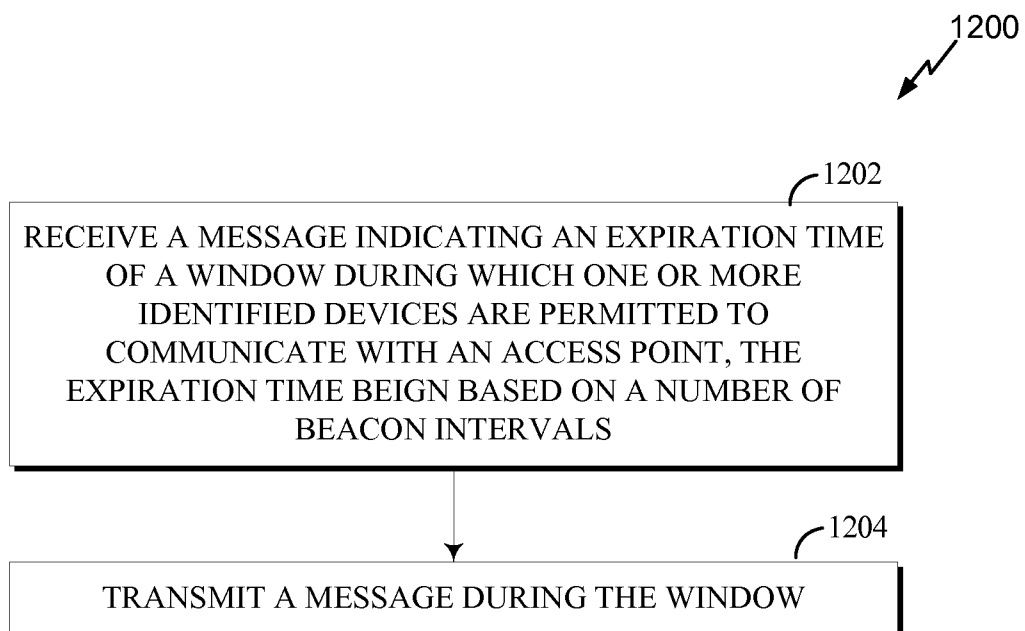 1200
1202
RECEIVE A MESSAGE INDICATING AN EXPIRATION TIME
OF A WINDOW DURING WHICH ONE OR MORE
IDENTIFIED DEVICES ARE PERMITTED TO
COMMUNICATE WITH AN ACCESS POINT, THE
EXPIRATION TIME BEIGN BASED ON A NUMBER OF
BEACON INTERVALS
1204
TRANSMIT A MESSAGE DURING THE WINDOW